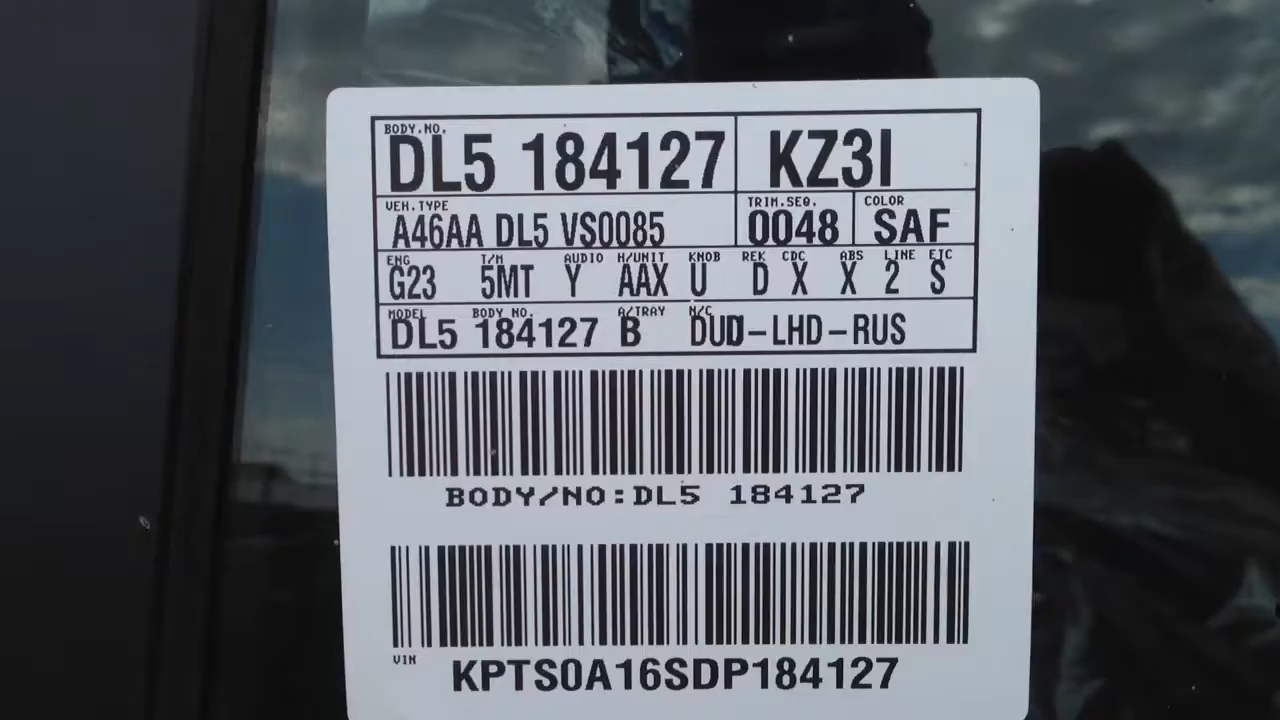 BODY.NO.
DL5 184127 KZ3I
VEH.TYPE TRIM.SEQ. COLOR
A46AA DL5 VS0085 0048 SAF
ENG T/M AUDIO H/UNIT KNOB REK CDC ABS LINE ETC
G23 5MT Y AAX U D X X 2 S
MODEL BODY NO. A/TRAY N/C
DL5 184127 B DUD-LHD-RUS
BODY/NO:DL5 184127
VIN KPTS0A16SDP184127